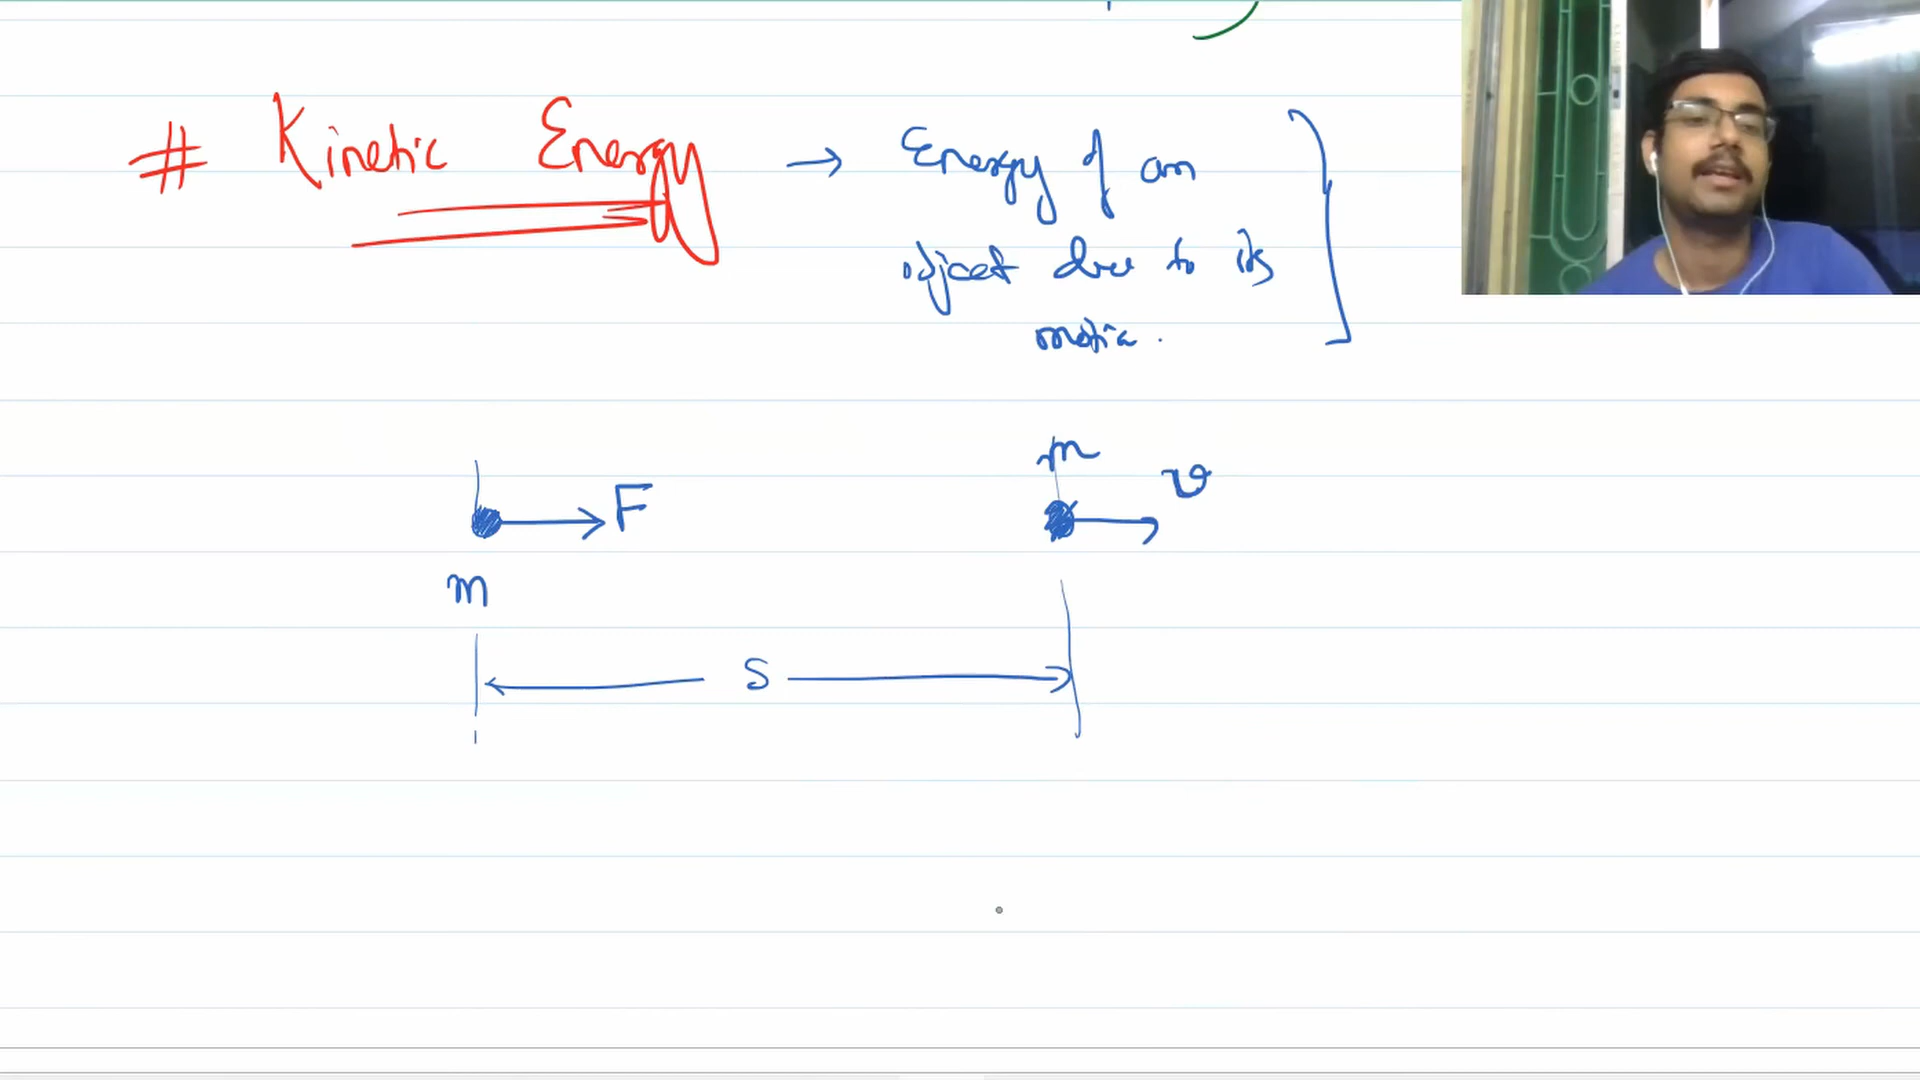 # Kinetic Energy → Energy of an
object due to its
motion.
m
F
v
m
S